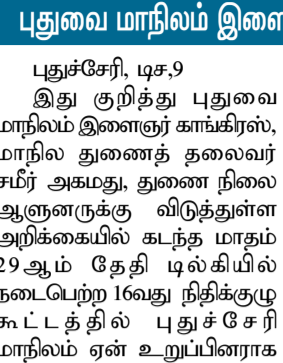 புதுவை மாநிலம் இளை
புதுச்சேரி, டிச,9
இது குறித்து புதுவை
மாநிலம் இளைஞர் காங்கிரஸ்,
மாநில துணைத் தலைவர்
சமீர் அகமது, துணை நிலை
ஆளுனருக்கு விடுத்துள்ள
அறிக்கையில் கடந்த மாதம்
29ஆம் தேதி டில்கியில்
நடைபெற்ற 16வது நிதிக்குழு
கூட்டத்தில் புதுச்சேரி
மாநிலம் ஏன் உறுப்பினராக